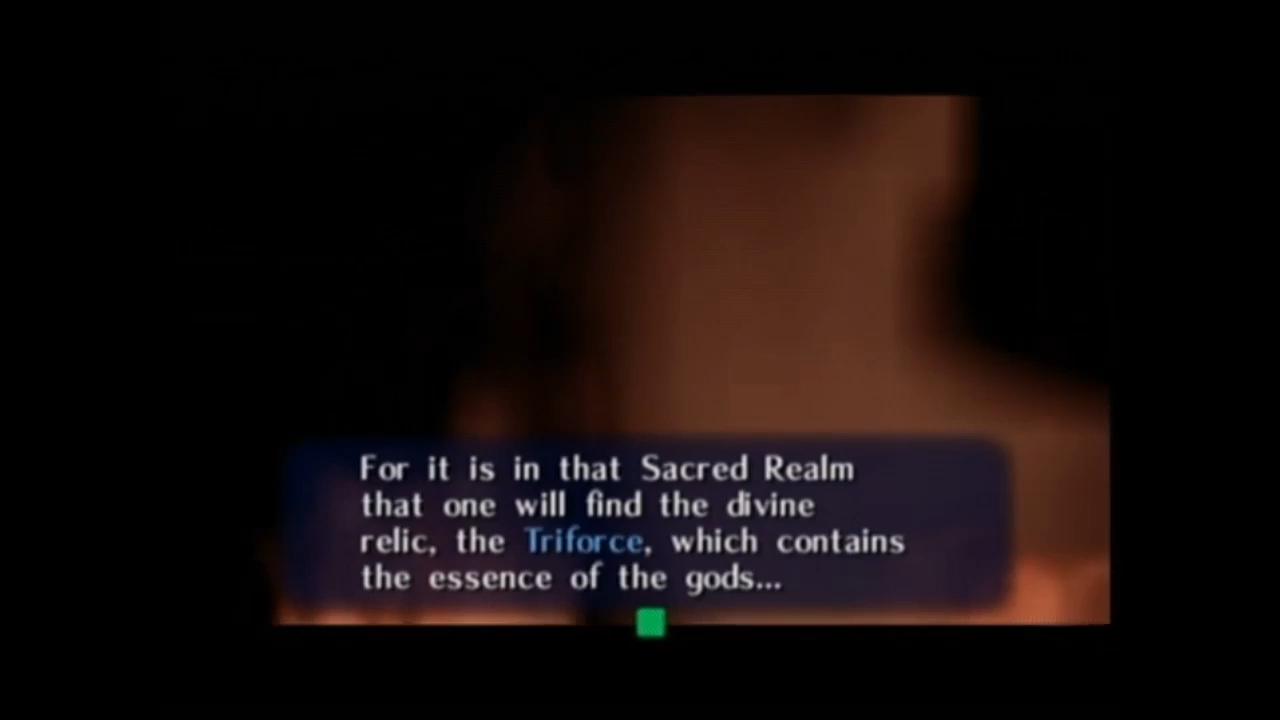 For it is in that Sacred Realm
that one will find the divine
relic, the Triforce, which contains
the essence of the gods...